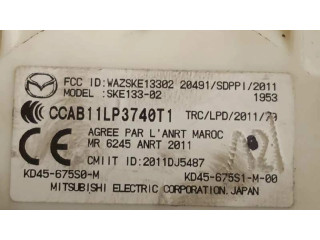 FCC ID:WAZSKE13302 20491/SDPPI/2011
MODEL:SKE133-02 1953
CCAB11LP3740T1 TRC/LPD/2011/79
AGREE PAR L'ANRT MAROC
MR 6245 ANRT 2011
CMIIT ID:2011DJ5487
KD45-675S0-M KD45-675S1-M-00
MITSUBISHI ELECTRIC CORPORATION.JAPAN